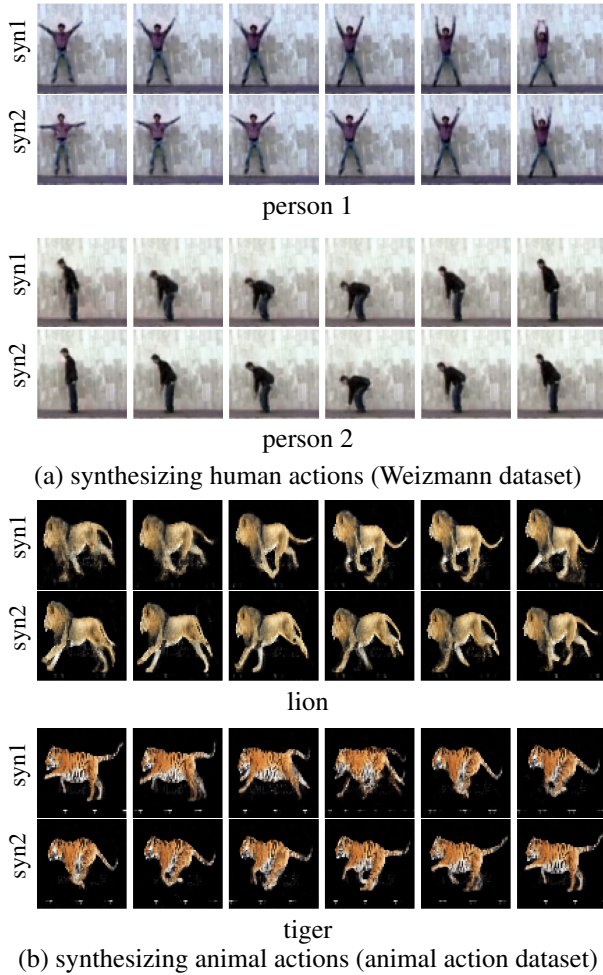 syn1
syn2
person 1
syn1
syn2
person 2
(a) synthesizing human actions (Weizmann dataset)
syn1
syn2
lion
syn1
syn2
tiger
(b) synthesizing animal actions (animal action dataset)